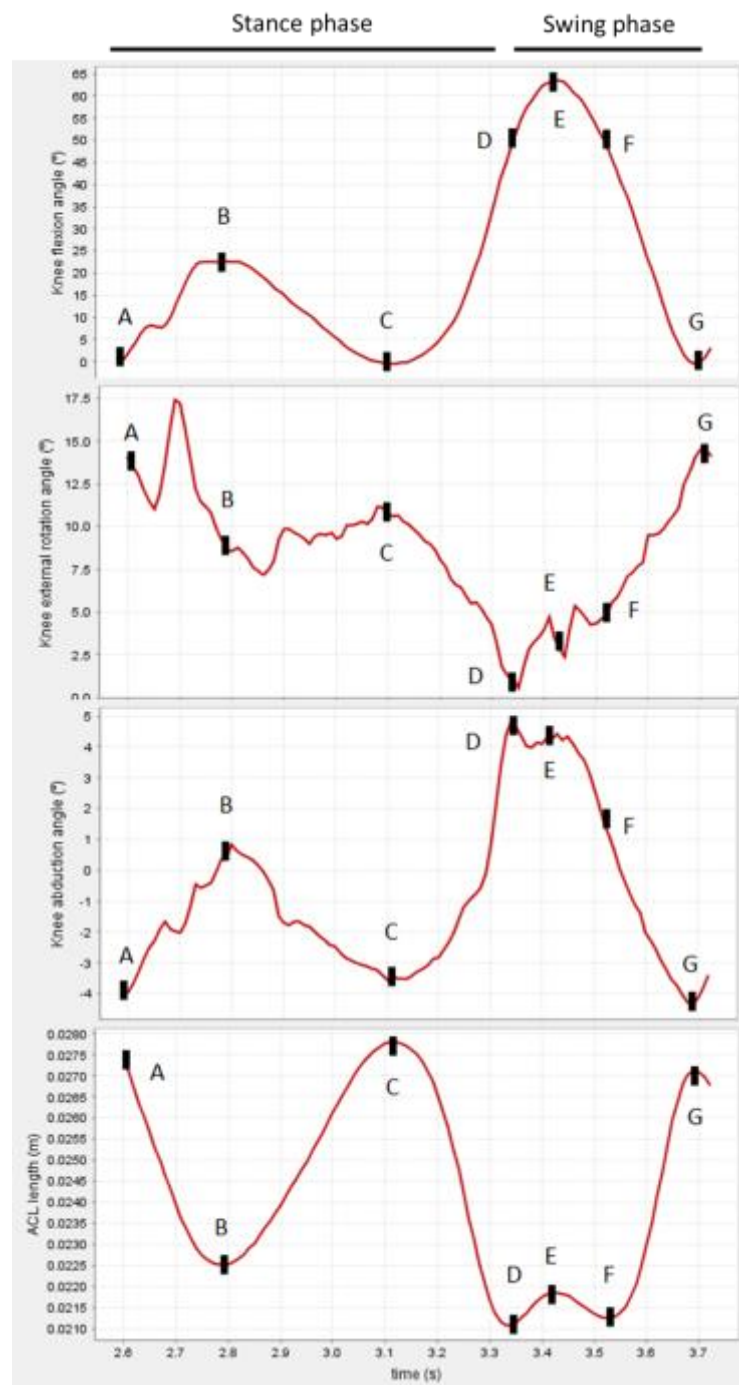 Stance phase Swing phase
65
60
55
50
45
40
35
30
25
20
15
10
5
0
Knee flexion angle (º)
A
B
C
D
E
F
G
17.5
15.0
12.5
10.0
7.5
5.0
2.5
0.0
Knee external rotation angle (º)
A
B
C
D
E
F
G
5
4
3
2
1
0
-1
-2
-3
-4
Knee abduction angle (º)
A
B
C
D
E
F
G
0.0280
0.0275
0.0270
0.0265
0.0260
0.0255
0.0250
0.0245
0.0240
0.0235
0.0230
0.0225
0.0220
0.0215
0.0210
ACL length (m)
A
B
C
D
E
F
G
2.6 2.7 2.8 2.9 3.0 3.1 3.2 3.3 3.4 3.5 3.6 3.7
time (s)